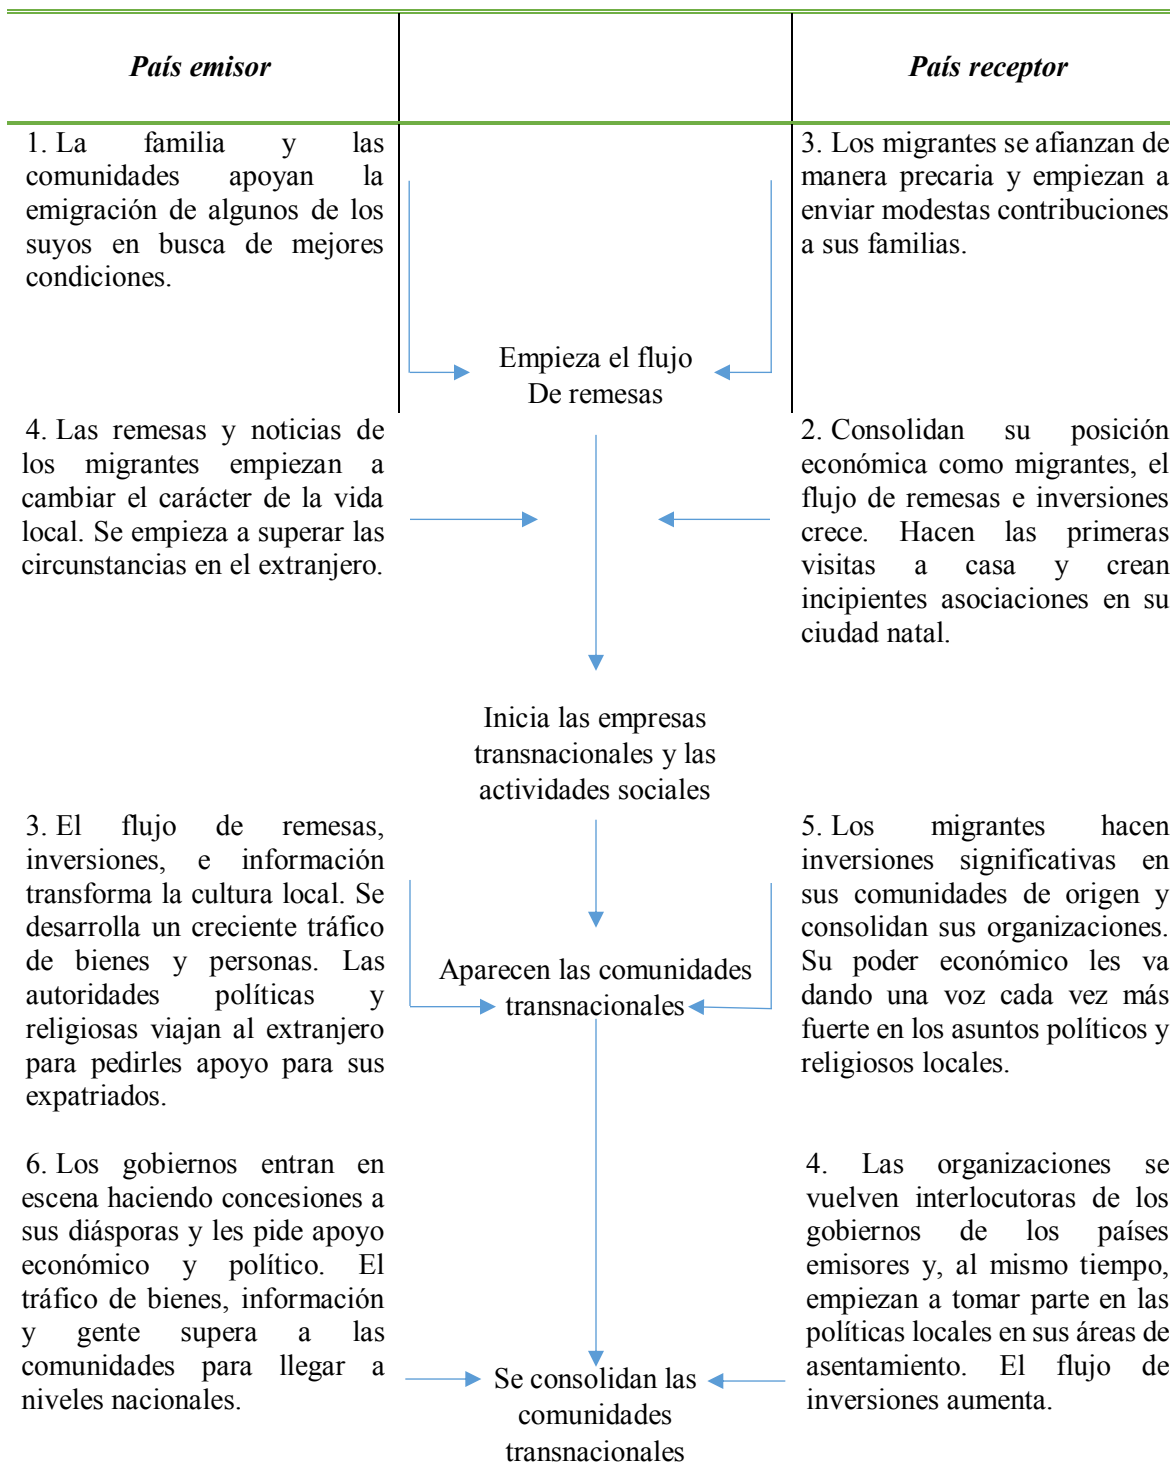 País emisor
País receptor
1. La familia y las
comunidades apoyan la
emigración de algunos de los
suyos en busca de mejores
condiciones.
3. Los migrantes se afianzan de
manera precaria y empiezan a
enviar modestas contribuciones
a sus familias.
Empieza el flujo
De remesas
4. Las remesas y noticias de
los migrantes empiezan a
cambiar el carácter de la vida
local. Se empieza a superar las
circunstancias en el extranjero.
2. Consolidan su posición
económica como migrantes, el
flujo de remesas e inversiones
crece. Hacen las primeras
visitas a casa y crean
incipientes asociaciones en su
ciudad natal.
Inicia las empresas
transnacionales y las
actividades sociales
3. El flujo de remesas,
inversiones, e información
transforma la cultura local. Se
desarrolla un creciente tráfico
de bienes y personas. Las
autoridades políticas y
religiosas viajan al extranjero
para pedirles apoyo para sus
expatriados.
Aparecen las comunidades
transnacionales
5. Los migrantes hacen
inversiones significativas en
sus comunidades de origen y
consolidan sus organizaciones.
Su poder económico les va
dando una voz cada vez más
fuerte en los asuntos políticos y
religiosos locales.
6. Los gobiernos entran en
escena haciendo concesiones a
sus diásporas y les pide apoyo
económico y político. El
tráfico de bienes, información
y gente supera a las
comunidades para llegar a
niveles nacionales.
4. Las organizaciones se
vuelven interlocutoras de los
gobiernos de los países
emisores y, al mismo tiempo,
empiezan a tomar parte en las
políticas locales en sus áreas de
asentamiento. El flujo de
inversiones aumenta.
Se consolidan las
comunidades
transnacionales